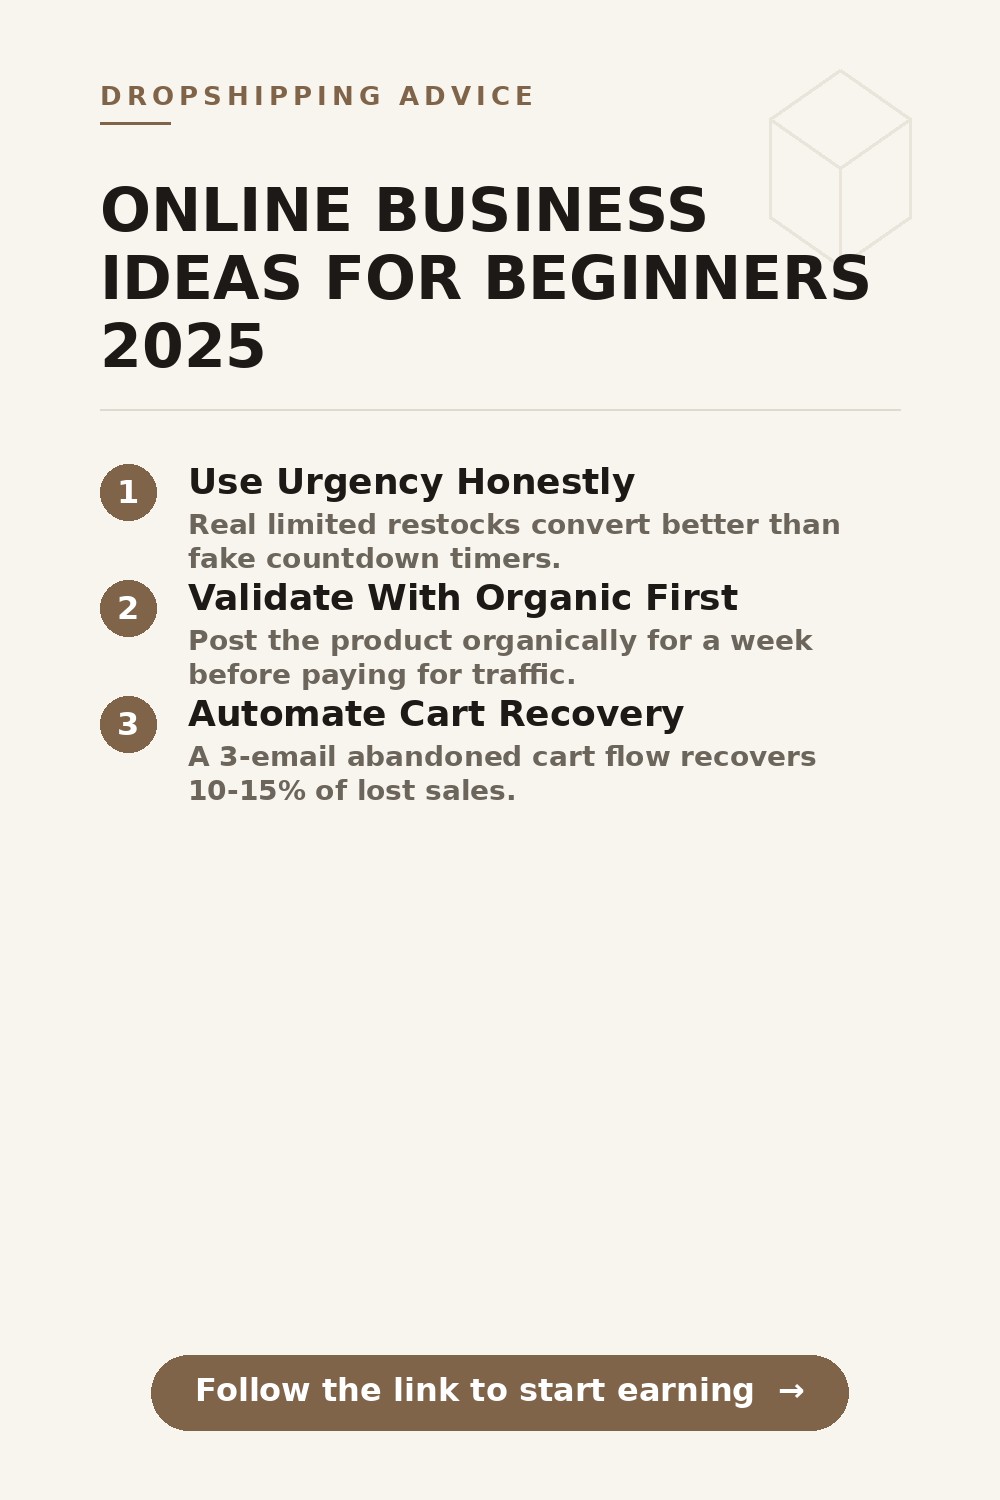 DROPSHIPPING ADVICE
ONLINE BUSINESS
IDEAS FOR BEGINNERS
2025
1 Use Urgency Honestly
Real limited restocks convert better than
fake countdown timers.
2 Validate With Organic First
Post the product organically for a week
before paying for traffic.
3 Automate Cart Recovery
A 3-email abandoned cart flow recovers
10-15% of lost sales.
Follow the link to start earning →